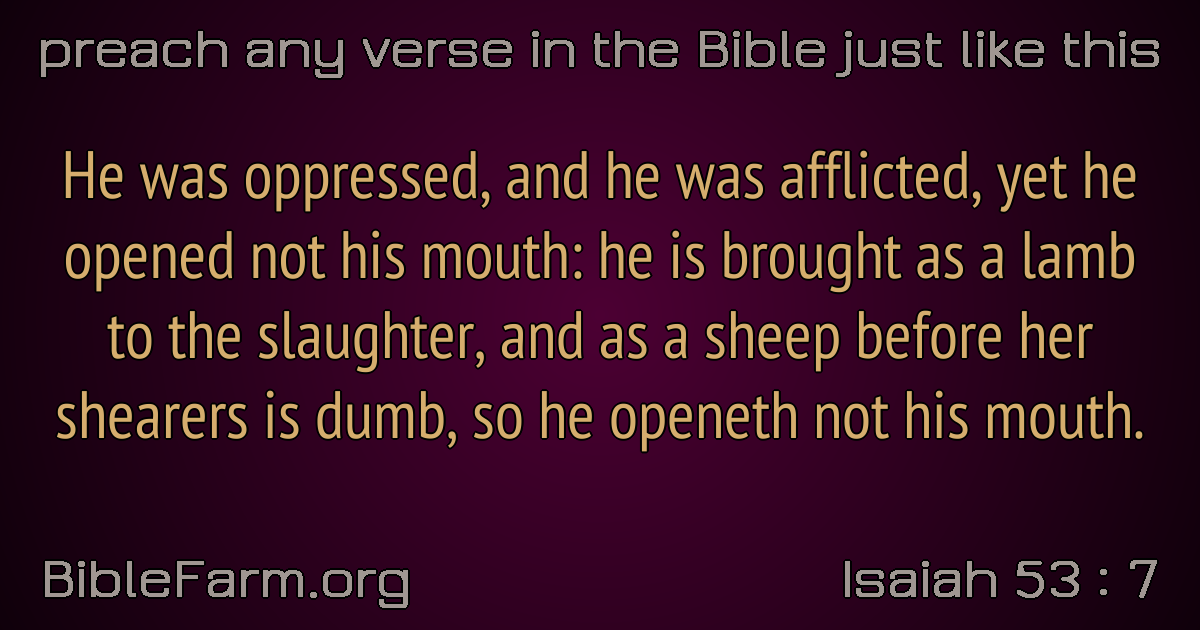 preach any verse in the Bible just like this
He was oppressed, and he was afflicted, yet he
opened not his mouth: he is brought as a lamb
to the slaughter, and as a sheep before her
shearers is dumb, so he openeth not his mouth.
BibleFarm.org
Isaiah 53 : 7